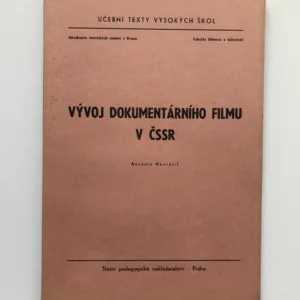 UČEBNÍ TEXTY VYSOKÝCH ŠKOL
Akademie múzických umění v Praze
Fakulta filmová a televizní
VÝVOJ DOKUMENTÁRNÍHO FILMU
V ČSSR
Antonín Navrátil
Státní pedagogické nakladatelství - Praha